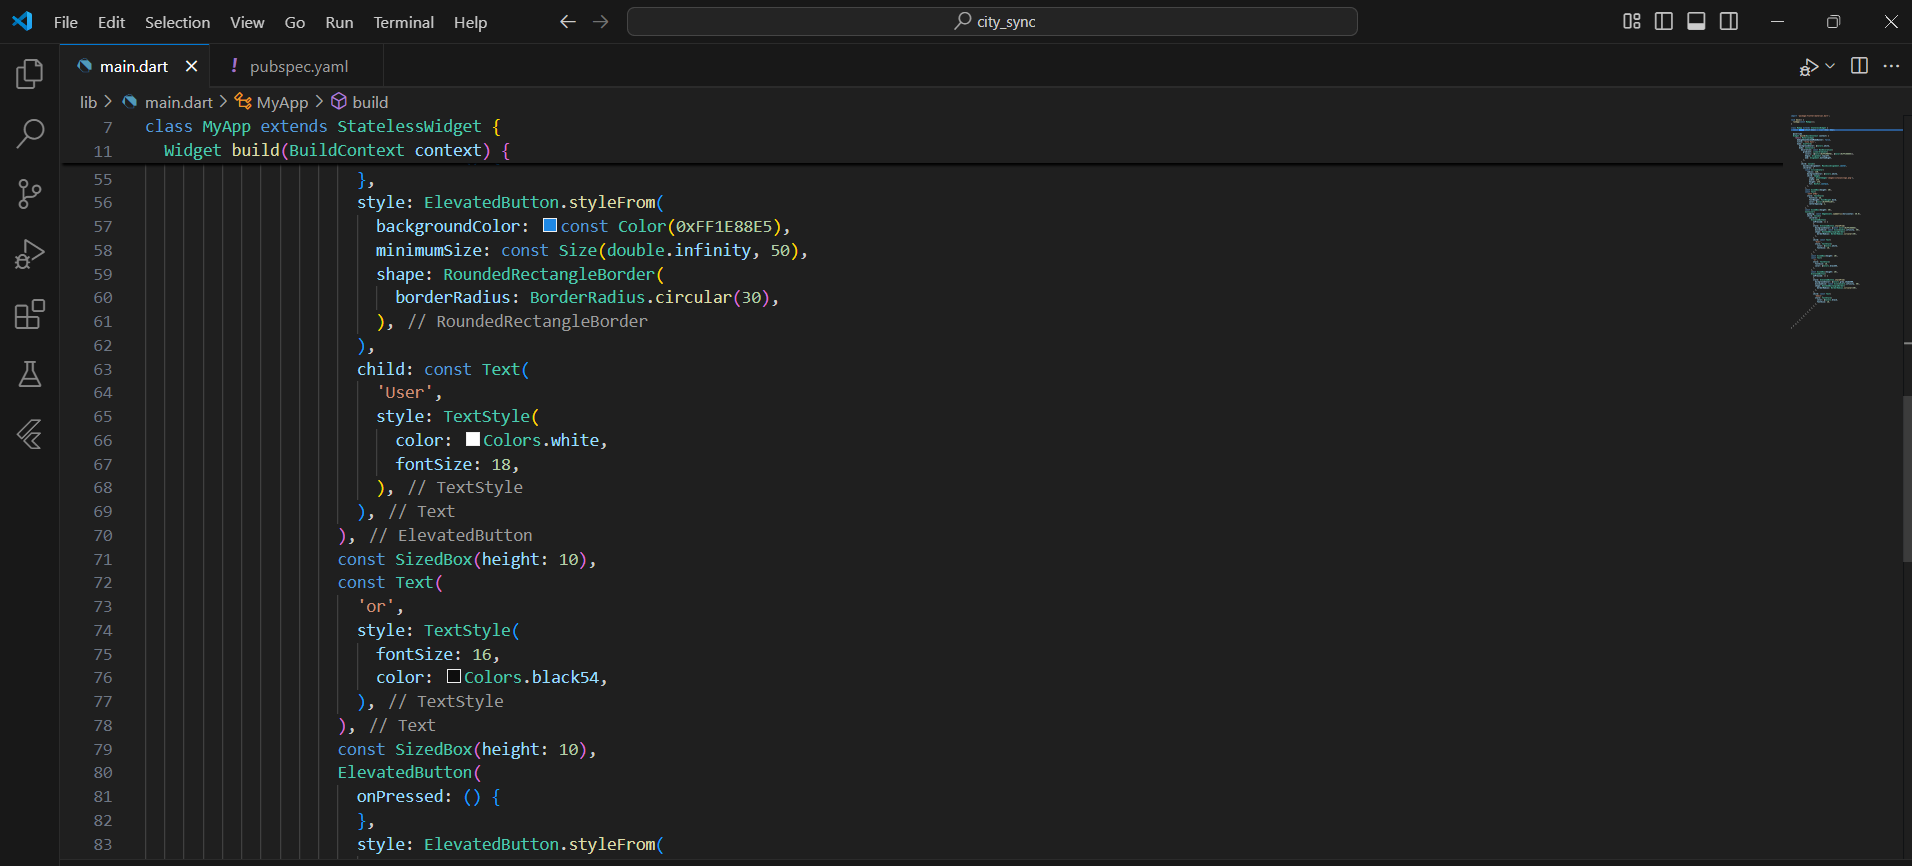 File Edit Selection View Go Run Terminal Help city_sync
main.dart pubspec.yaml
lib > main.dart > MyApp > build
7 class MyApp extends StatelessWidget {
11 Widget build(BuildContext context) {
55 },
56 style: ElevatedButton.styleFrom(
57 backgroundColor: const Color(0xFF1E88E5),
58 minimumSize: const Size(double.infinity, 50),
59 shape: RoundedRectangleBorder(
60 borderRadius: BorderRadius.circular(30),
61 ), // RoundedRectangleBorder
62 ),
63 child: const Text(
64 'User',
65 style: TextStyle(
66 color: Colors.white,
67 fontSize: 18,
68 ), // TextStyle
69 ), // Text
70 ), // ElevatedButton
71 const SizedBox(height: 10),
72 const Text(
73 'or',
74 style: TextStyle(
75 fontSize: 16,
76 color: Colors.black54,
77 ), // TextStyle
78 ), // Text
79 const SizedBox(height: 10),
80 ElevatedButton(
81 onPressed: () {
82 },
83 style: ElevatedButton.styleFrom(